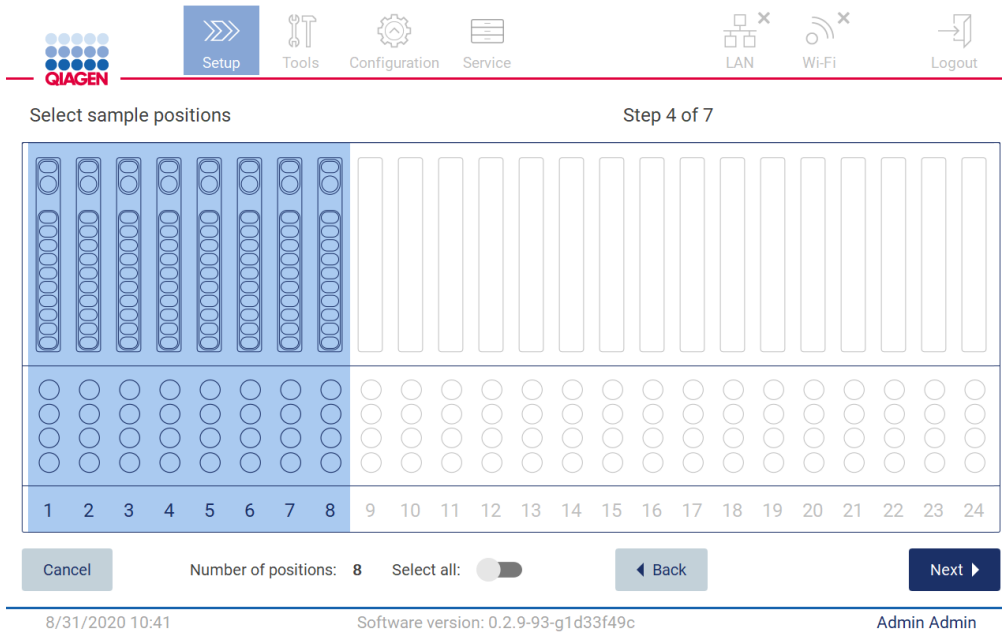 QIAGEN
Setup Tools Configuration Service LAN Wi-Fi Logout
Select sample positions Step 4 of 7
1 2 3 4 5 6 7 8 9 10 11 12 13 14 15 16 17 18 19 20 21 22 23 24
Cancel Number of positions: 8 Select all: Back Next
8/31/2020 10:41 Software version: 0.2.9-93-g1d33f49c Admin Admin